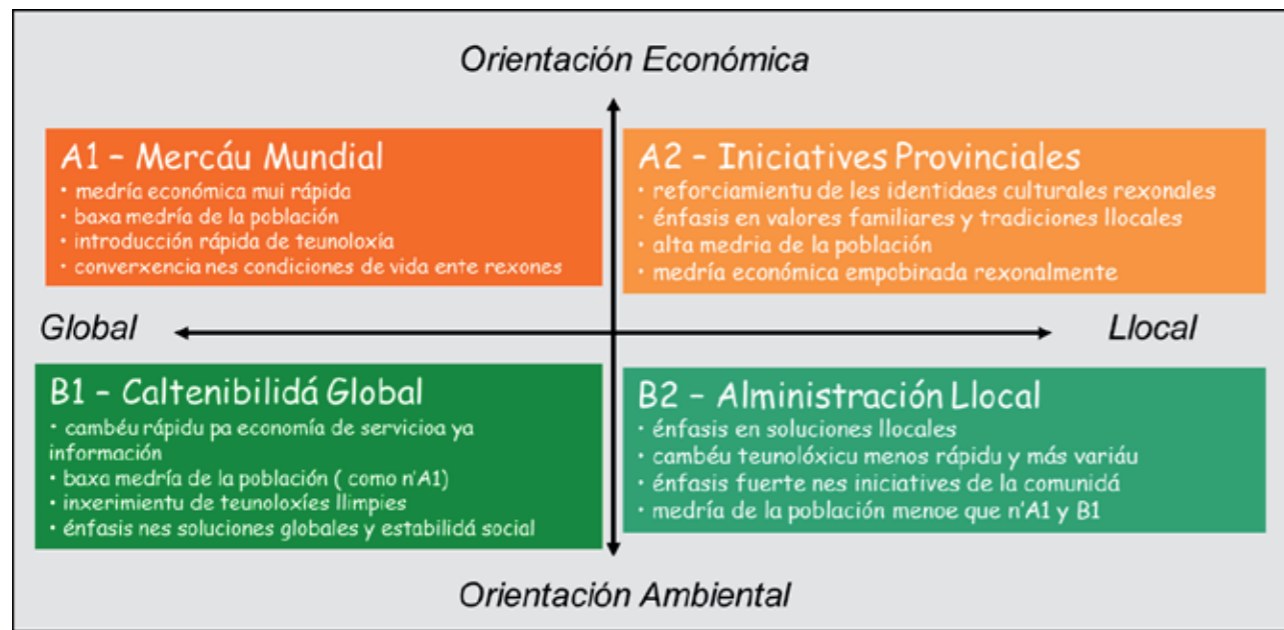 Orientación Económica
A1 – Mercáu Mundial
• medría económica mui rápida
• baxa medría de la població́n
• introducción rápida de teunoloxía
• converxencia nes condiciones de vida ente rexones
A2 – Iniciatives Provinciales
• reforciamientu de les identidaes culturales rexonales
• énfasis en valores familiares y tradiciones llocales
• alta medria de la población
• medría económica empobinada rexonalmente
Global
Llocal
B1 – Caltenibilidá Global
• cambéu rápidu pa economía de servicioa ya
información
• baxa medría de la población ( como n'A1)
• inxerimientu de teunoloxíes llimpies
• énfasis nes soluciones globales y estabilidá social
B2 – Alministración Llocal
• énfasis en soluciones llocales
• cambéu teunolóxicu menos rápidu y más variáu
• énfasis fuerte nes iniciatives de la comunidá
• medría de la población menoe que n'A1 y B1
Orientación Ambiental